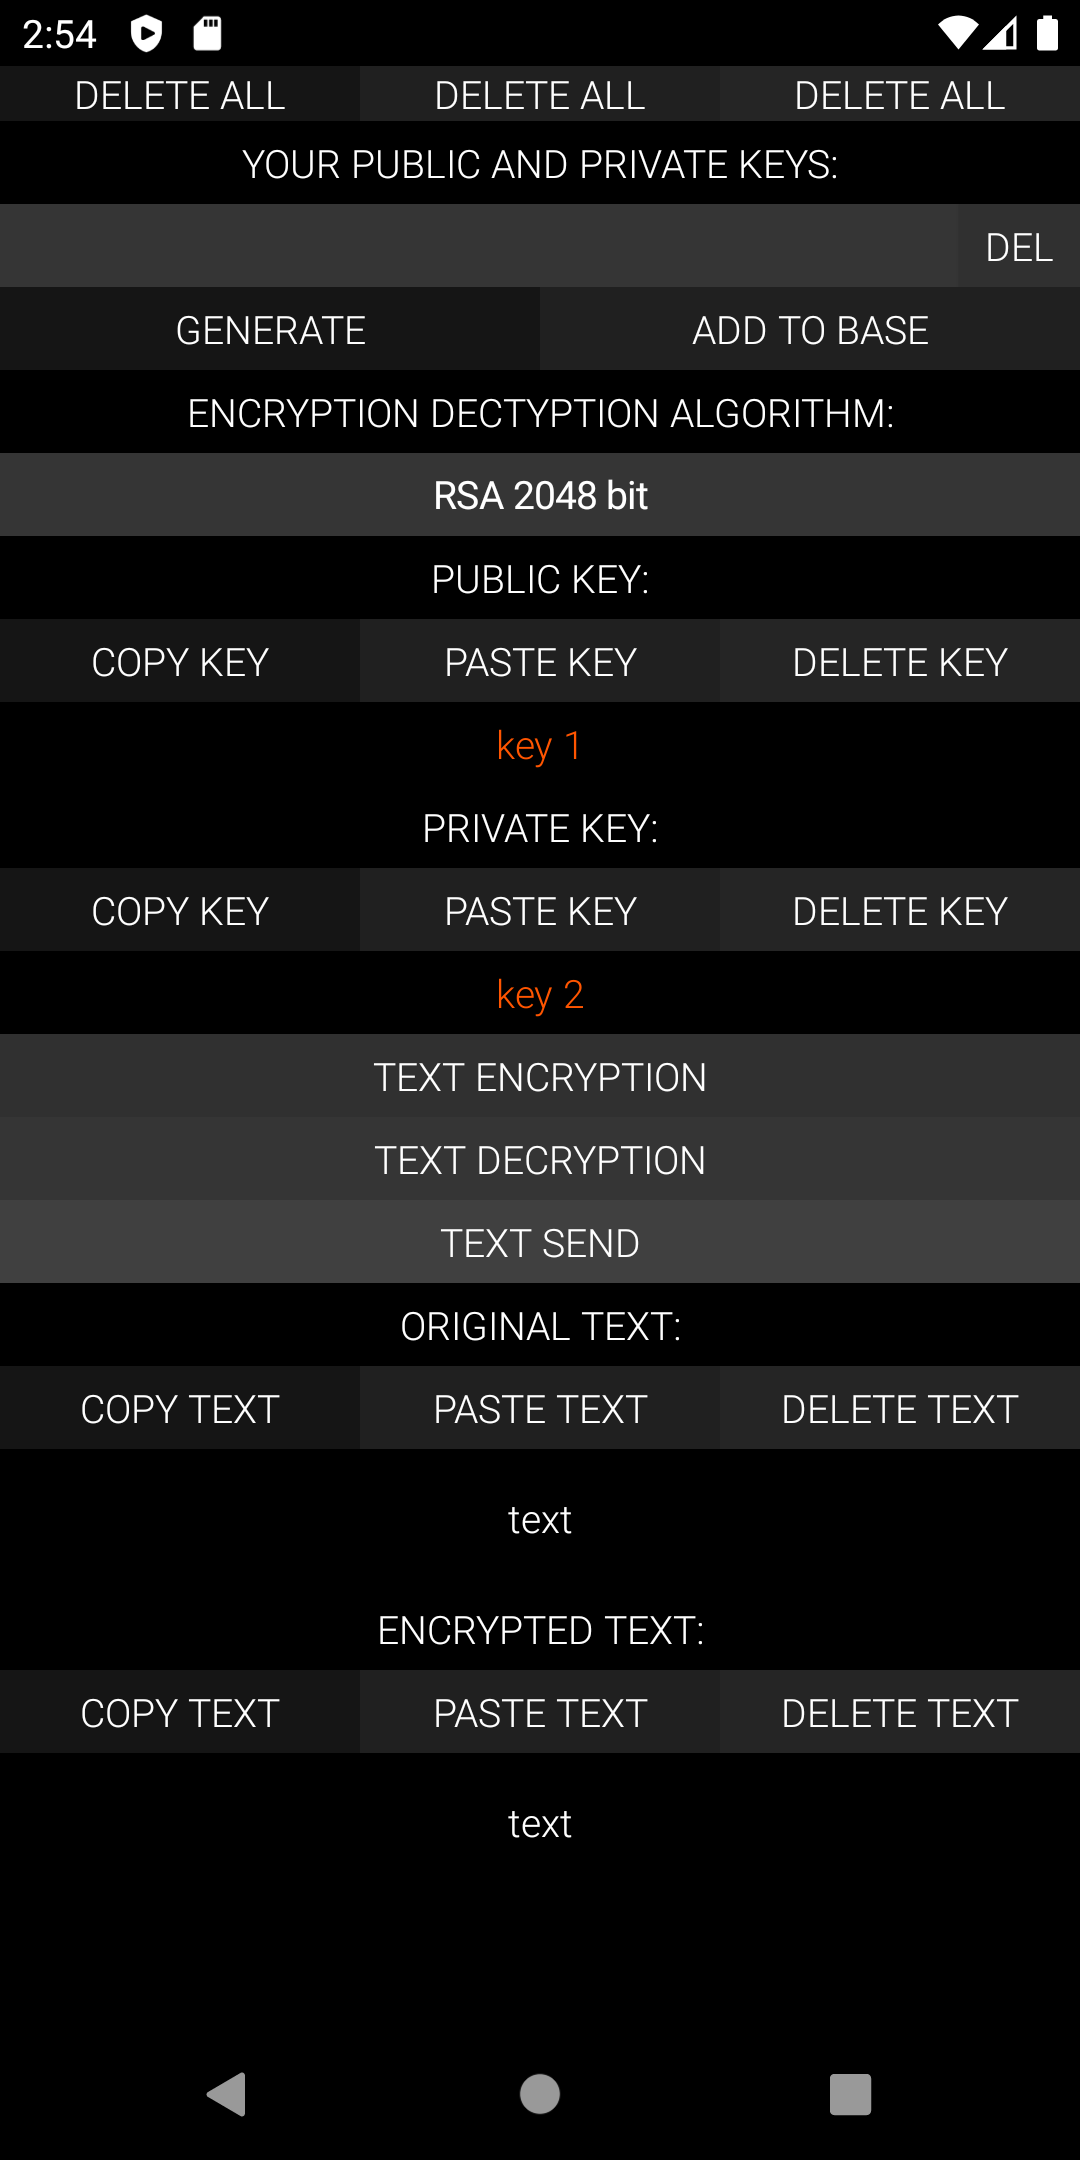 2:54
DELETE ALL DELETE ALL DELETE ALL
YOUR PUBLIC AND PRIVATE KEYS:
DEL
GENERATE ADD TO BASE
ENCRYPTION DECTYPTION ALGORITHM:
RSA 2048 bit
PUBLIC KEY:
COPY KEY PASTE KEY DELETE KEY
key 1
PRIVATE KEY:
COPY KEY PASTE KEY DELETE KEY
key 2
TEXT ENCRYPTION
TEXT DECRYPTION
TEXT SEND
ORIGINAL TEXT:
COPY TEXT PASTE TEXT DELETE TEXT
text
ENCRYPTED TEXT:
COPY TEXT PASTE TEXT DELETE TEXT
text